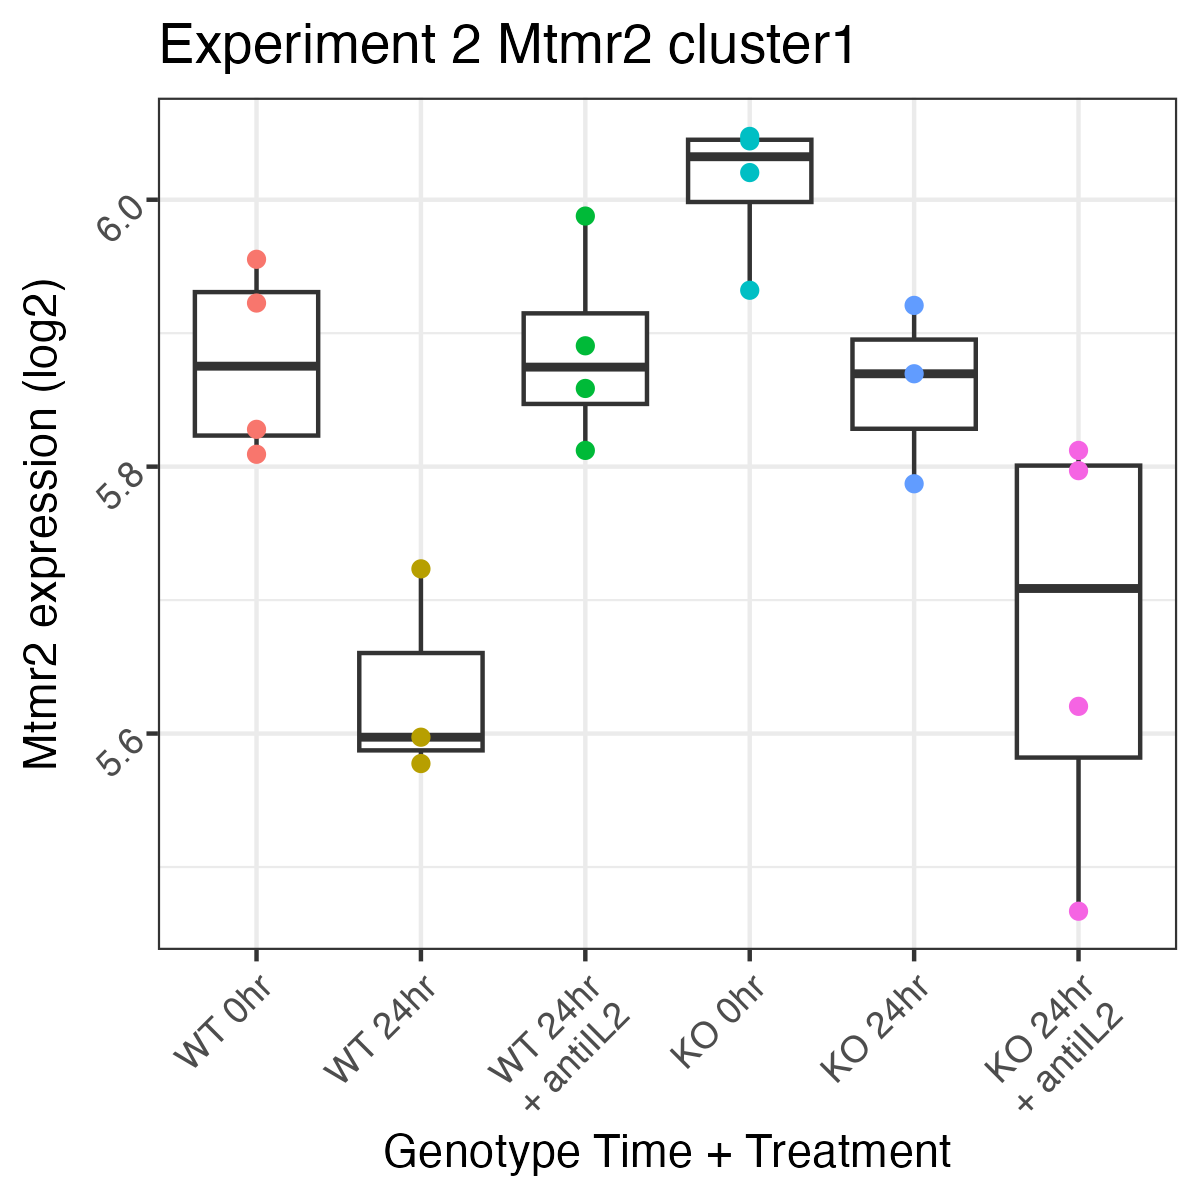 Experiment 2 Mtmr2 cluster1
Mtmr2 expression (log2)
6.0
5.8
5.6
WT 0hr
WT 24hr
WT 24hr
+ antiIL2
KO 0hr
KO 24hr
KO 24hr
+ antiIL2
Genotype Time + Treatment